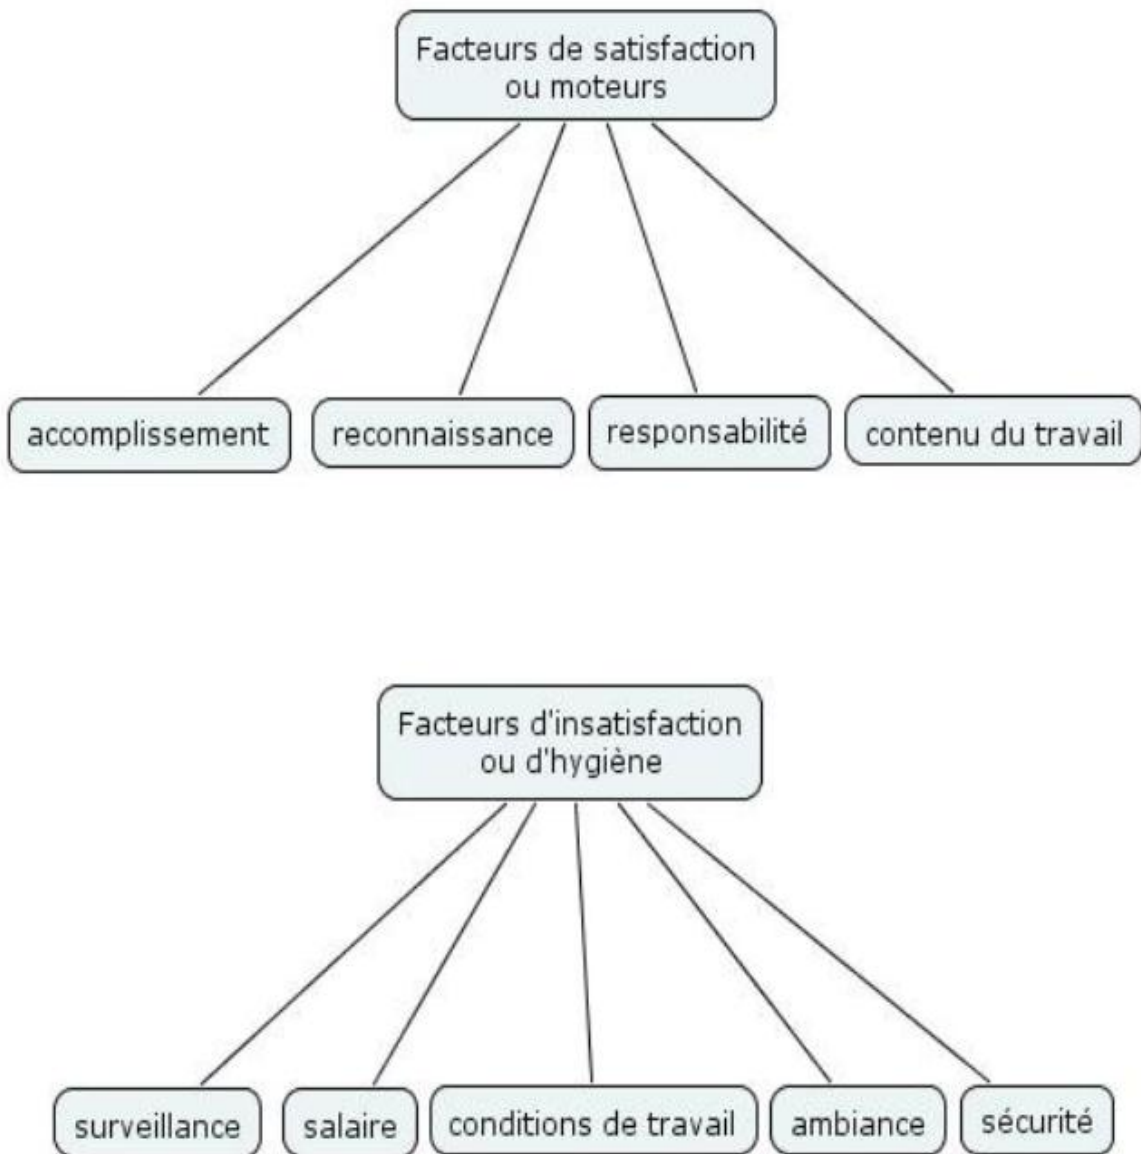 Facteurs de satisfaction
ou moteurs
accomplissement
reconnaissance
responsabilité
contenu du travail
Facteurs d'insatisfaction
ou d'hygiène
surveillance
salaire
conditions de travail
ambiance
sécurité